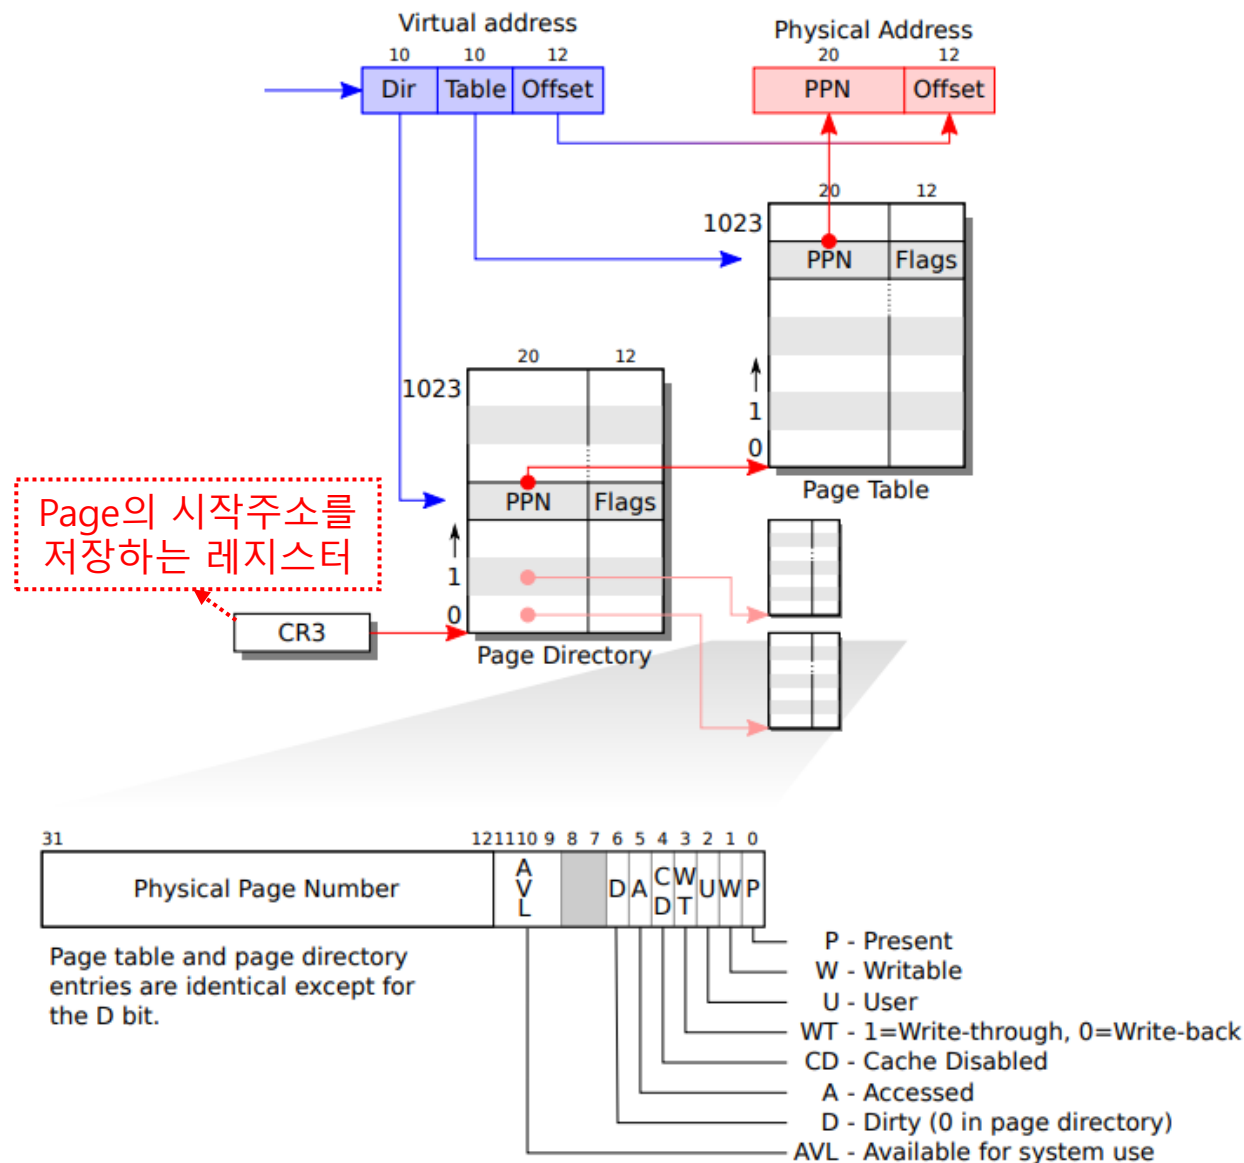 Virtual address
10 10 12
Dir Table Offset
Physical Address
20 12
PPN Offset
20 12
1023
PPN Flags
1
0
Page Table
20 12
1023
PPN Flags
1
0
Page Directory
Page의 시작주소를
저장하는 레지스터
CR3
31 12 11 10 9 8 7 6 5 4 3 2 1 0
Physical Page Number AVL D A CD WT U W P
Page table and page directory
entries are identical except for
the D bit.
P - Present
W - Writable
U - User
WT - 1=Write-through, 0=Write-back
CD - Cache Disabled
A - Accessed
D - Dirty (0 in page directory)
AVL - Available for system use